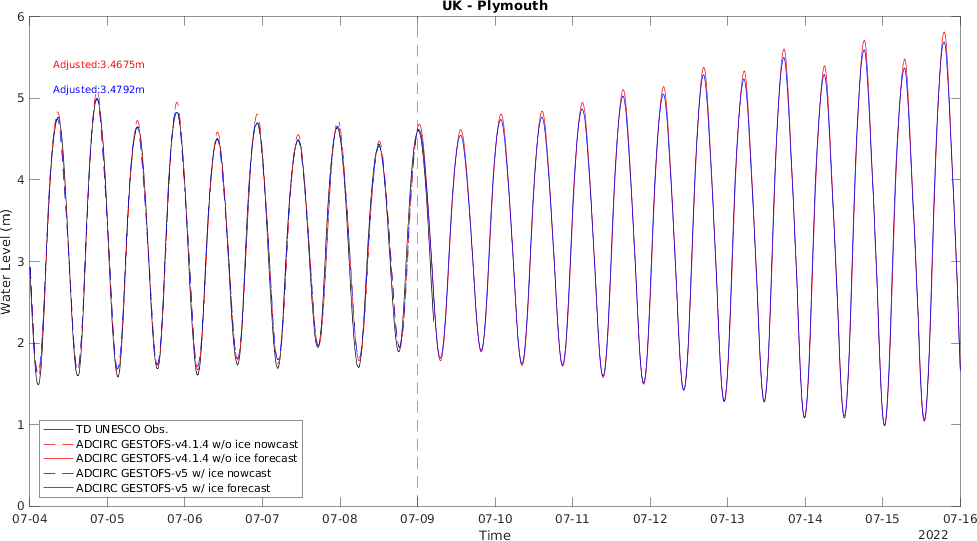 UK - Plymouth
6
5
4
3
2
1
0
Water Level (m)
Adjusted:3.4675m
Adjusted:3.4792m
TD UNESCO Obs.
ADCIRC GESTOFS-v4.1.4 w/o ice nowcast
ADCIRC GESTOFS-v4.1.4 w/o ice forecast
ADCIRC GESTOFS-v5 w/ ice nowcast
ADCIRC GESTOFS-v5 w/ ice forecast
07-04 07-05 07-06 07-07 07-08 07-09 07-10 07-11 07-12 07-13 07-14 07-15 07-16
Time
2022